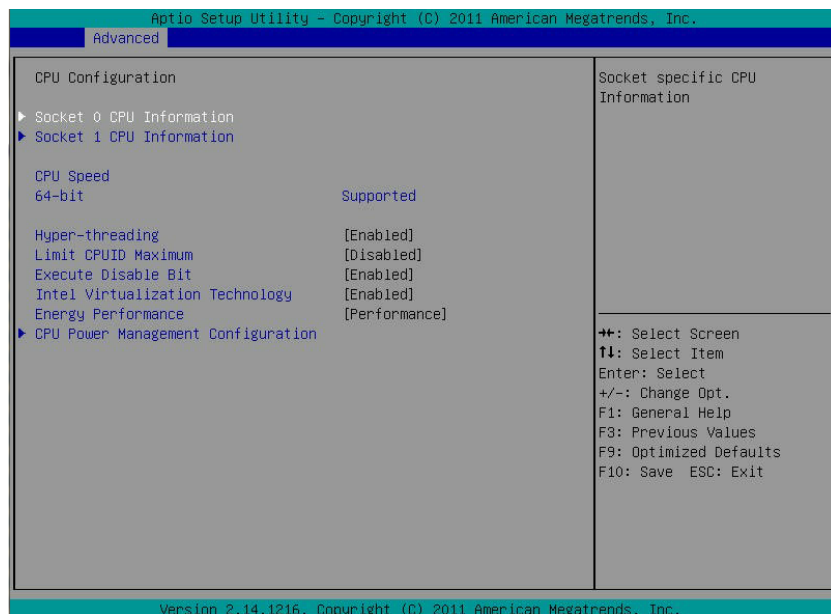 Aptio Setup Utility – Copyright (C) 2011 American Megatrends, Inc.
Advanced
CPU Configuration
Socket 0 CPU Information
Socket 1 CPU Information
CPU Speed
64-bit Supported
Hyper-threading [Enabled]
Limit CPUID Maximum [Disabled]
Execute Disable Bit [Enabled]
Intel Virtualization Technology [Enabled]
Energy Performance [Performance]
CPU Power Management Configuration
Socket specific CPU
Information
→←: Select Screen
↑↓: Select Item
Enter: Select
+/-: Change Opt.
F1: General Help
F3: Previous Values
F9: Optimized Defaults
F10: Save ESC: Exit
Version 2.14.1216. Copyright (C) 2011 American Megatrends, Inc.